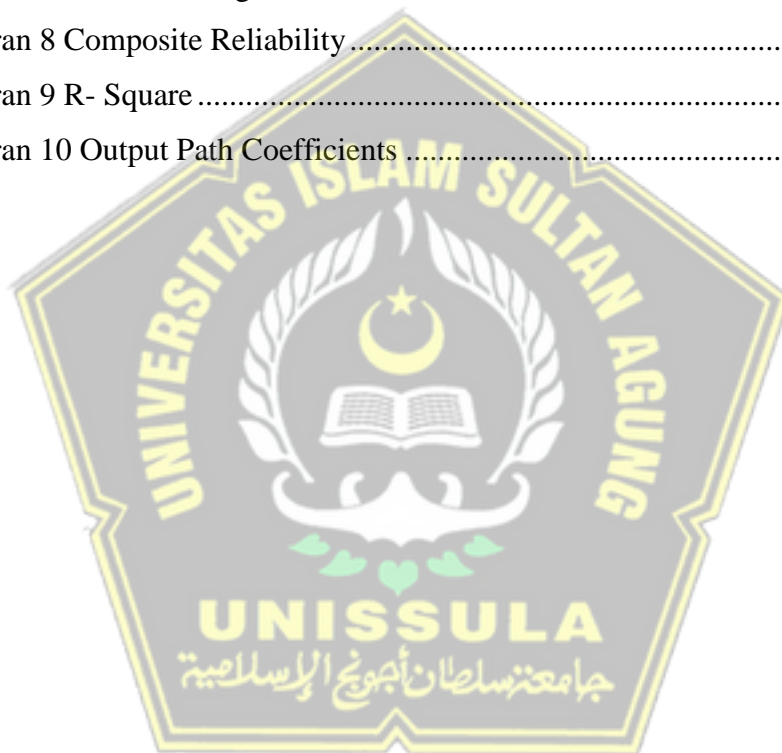 ran 8 Composite Reliability
ran 9 R- Square
ran 10 Output Path Coefficients
UNIVERSITAS ISLAM SULTAN AGUNG
UNISSULA
جامعة سلطان أجونج الإسلامية